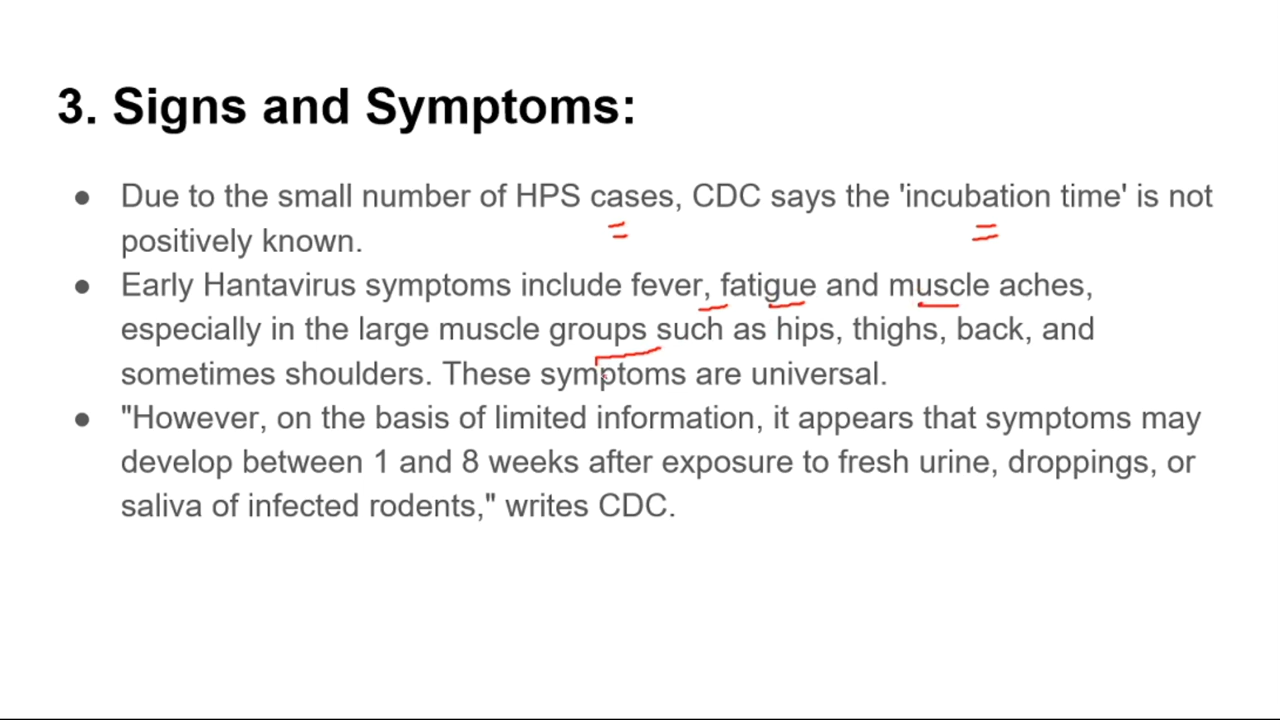 3. Signs and Symptoms:
● Due to the small number of HPS cases, CDC says the 'incubation time' is not
positively known.
● Early Hantavirus symptoms include fever, fatigue and muscle aches,
especially in the large muscle groups such as hips, thighs, back, and
sometimes shoulders. These symptoms are universal.
● "However, on the basis of limited information, it appears that symptoms may
develop between 1 and 8 weeks after exposure to fresh urine, droppings, or
saliva of infected rodents," writes CDC.